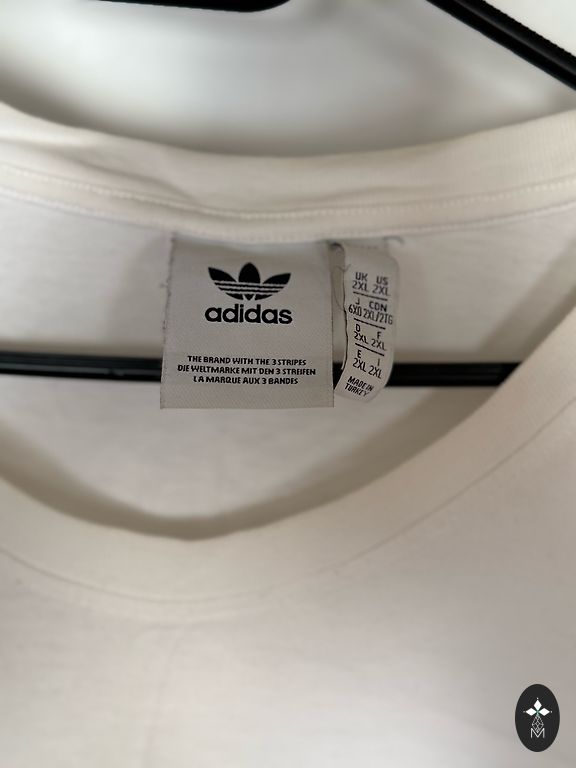 adidas
THE BRAND WITH THE 3 STRIPES
DIE WELTMARKE MIT DEN 3 STREIFEN
LA MARQUE AUX 3 BANDES
UK US
2XL 2XL
J CDN
6XO 2XL/2TG
D F
2XL 2XL
E I
2XL 2XL
MADE IN
TURKEY
M